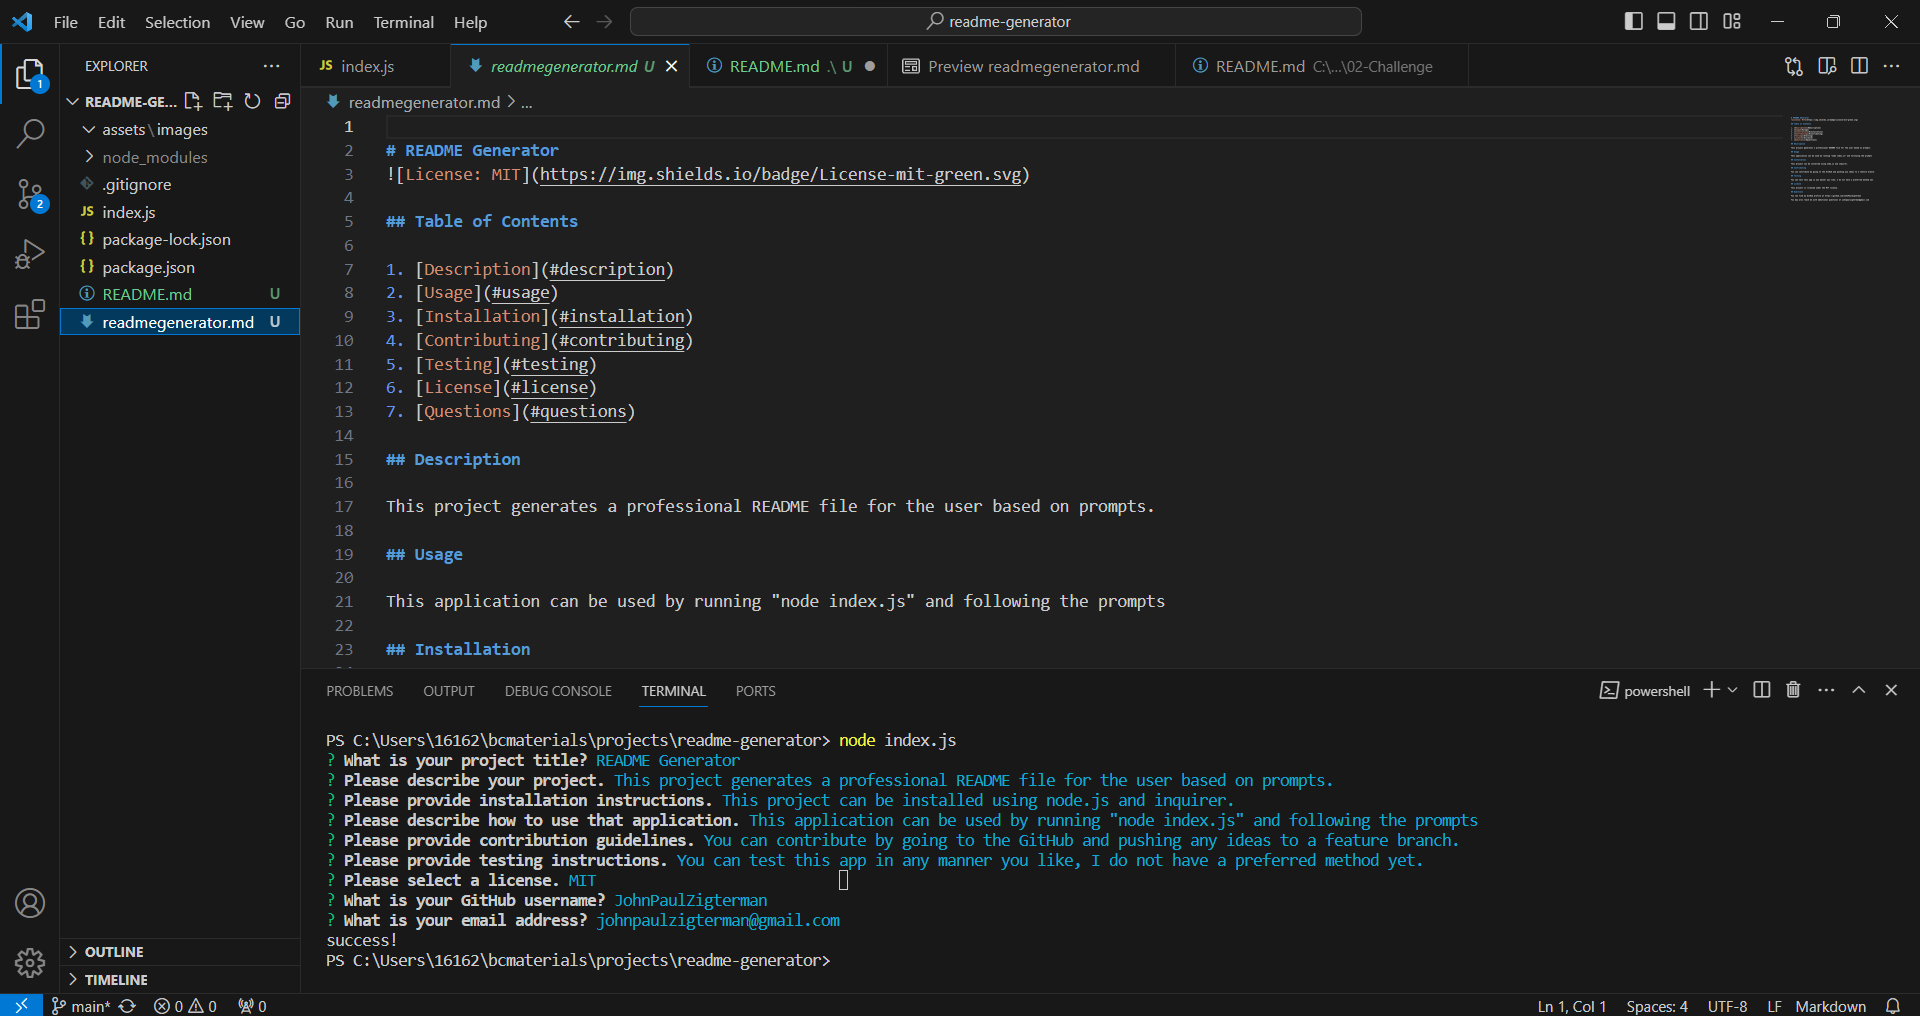 File Edit Selection View Go Run Terminal Help
readme-generator
EXPLORER
JS index.js
readmegenerator.md U
README.md .\ U
Preview readmegenerator.md
README.md C:\...\02-Challenge
README-GE...
assets\images
node_modules
.gitignore
JS index.js
{} package-lock.json
{} package.json
README.md U
readmegenerator.md U
OUTLINE
TIMELINE
1
2
readmegenerator.md > ...
1
2 # README Generator
3 ![License: MIT](https://img.shields.io/badge/License-mit-green.svg)
4
5 ## Table of Contents
6
7 1. [Description](#description)
8 2. [Usage](#usage)
9 3. [Installation](#installation)
10 4. [Contributing](#contributing)
11 5. [Testing](#testing)
12 6. [License](#license)
13 7. [Questions](#questions)
14
15 ## Description
16
17 This project generates a professional README file for the user based on prompts.
18
19 ## Usage
20
21 This application can be used by running "node index.js" and following the prompts
22
23 ## Installation
PROBLEMS OUTPUT DEBUG CONSOLE TERMINAL PORTS
powershell
PS C:\Users\16162\bcmaterials\projects\readme-generator> node index.js
? What is your project title? README Generator
? Please describe your project. This project generates a professional README file for the user based on prompts.
? Please provide installation instructions. This project can be installed using node.js and inquirer.
? Please describe how to use that application. This application can be used by running "node index.js" and following the prompts
? Please provide contribution guidelines. You can contribute by going to the GitHub and pushing any ideas to a feature branch.
? Please provide testing instructions. You can test this app in any manner you like, I do not have a preferred method yet.
? Please select a license. MIT
? What is your GitHub username? JohnPaulZigterman
? What is your email address? johnpaulzigterman@gmail.com
success!
PS C:\Users\16162\bcmaterials\projects\readme-generator>
main* 0 0 0
Ln 1, Col 1 Spaces: 4 UTF-8 LF Markdown